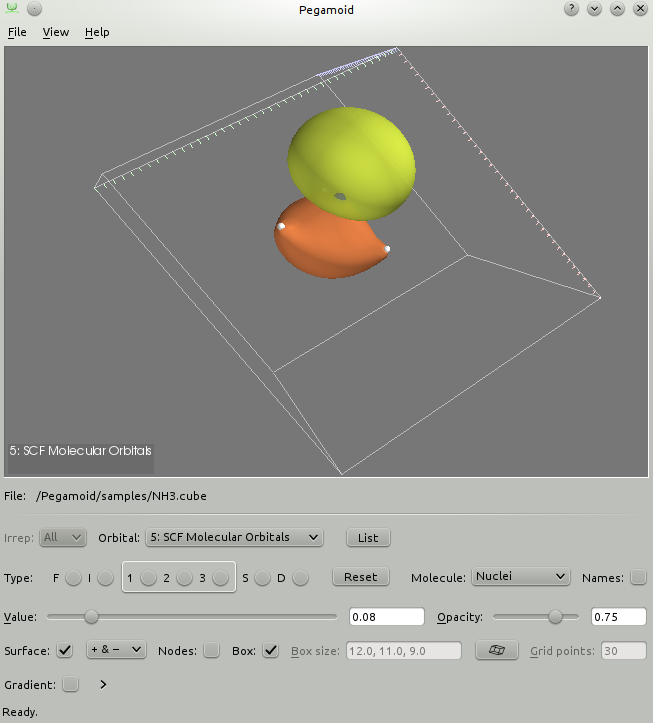 Pegamoid
File View Help
5: SCF Molecular Orbitals
File: /Pegamoid/samples/NH3.cube
Irrep: All Orbital: 5: SCF Molecular Orbitals List
Type: F I 1 2 3 S D Reset Molecule: Nuclei Names:
Value: 0.08 Opacity: 0.75
Surface: + & − Nodes: Box: Box size: 12.0, 11.0, 9.0 Grid points: 30
Gradient: >
Ready.